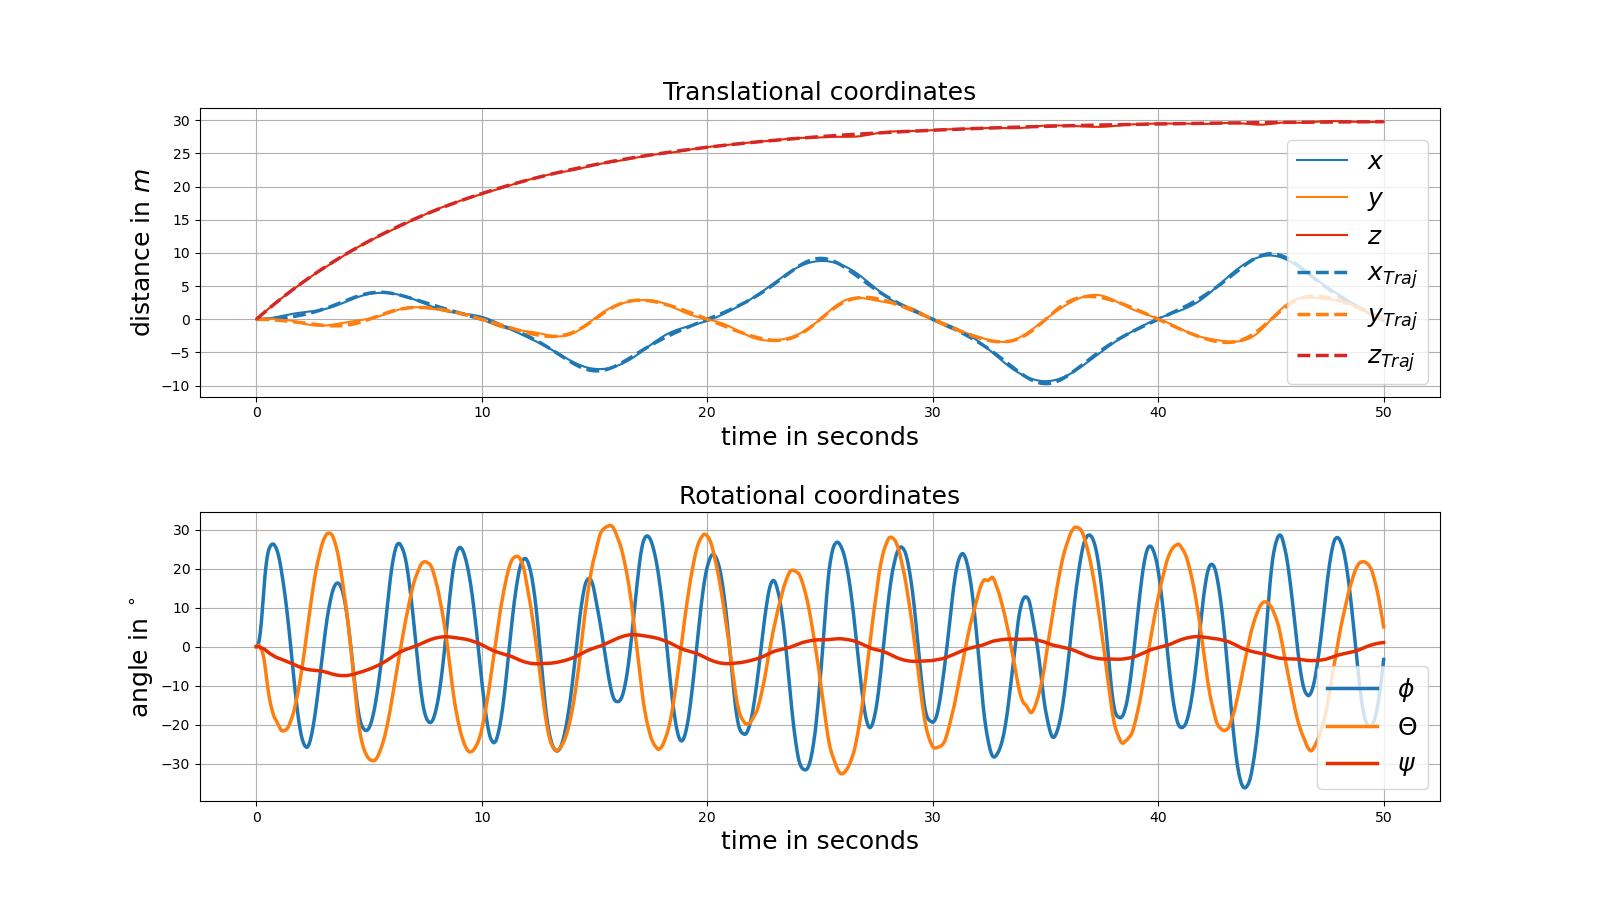 Translational coordinates
distance in m
30
25
20
15
10
5
0
−5
−10
x
y
z
x_Traj
y_Traj
z_Traj
0 10 20 30 40 50
time in seconds
Rotational coordinates
angle in °
30
20
10
0
−10
−20
−30
ϕ
Θ
ψ
0 10 20 30 40 50
time in seconds